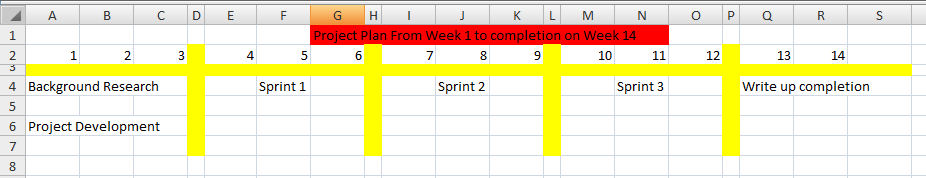 A B C D E F G H I J K L M N O P Q R S
1 Project Plan From Week 1 to completion on Week 14
2 1 2 3 4 5 6 7 8 9 10 11 12 13 14
3
4 Background Research Sprint 1 Sprint 2 Sprint 3 Write up completion
5
6 Project Development
7
8